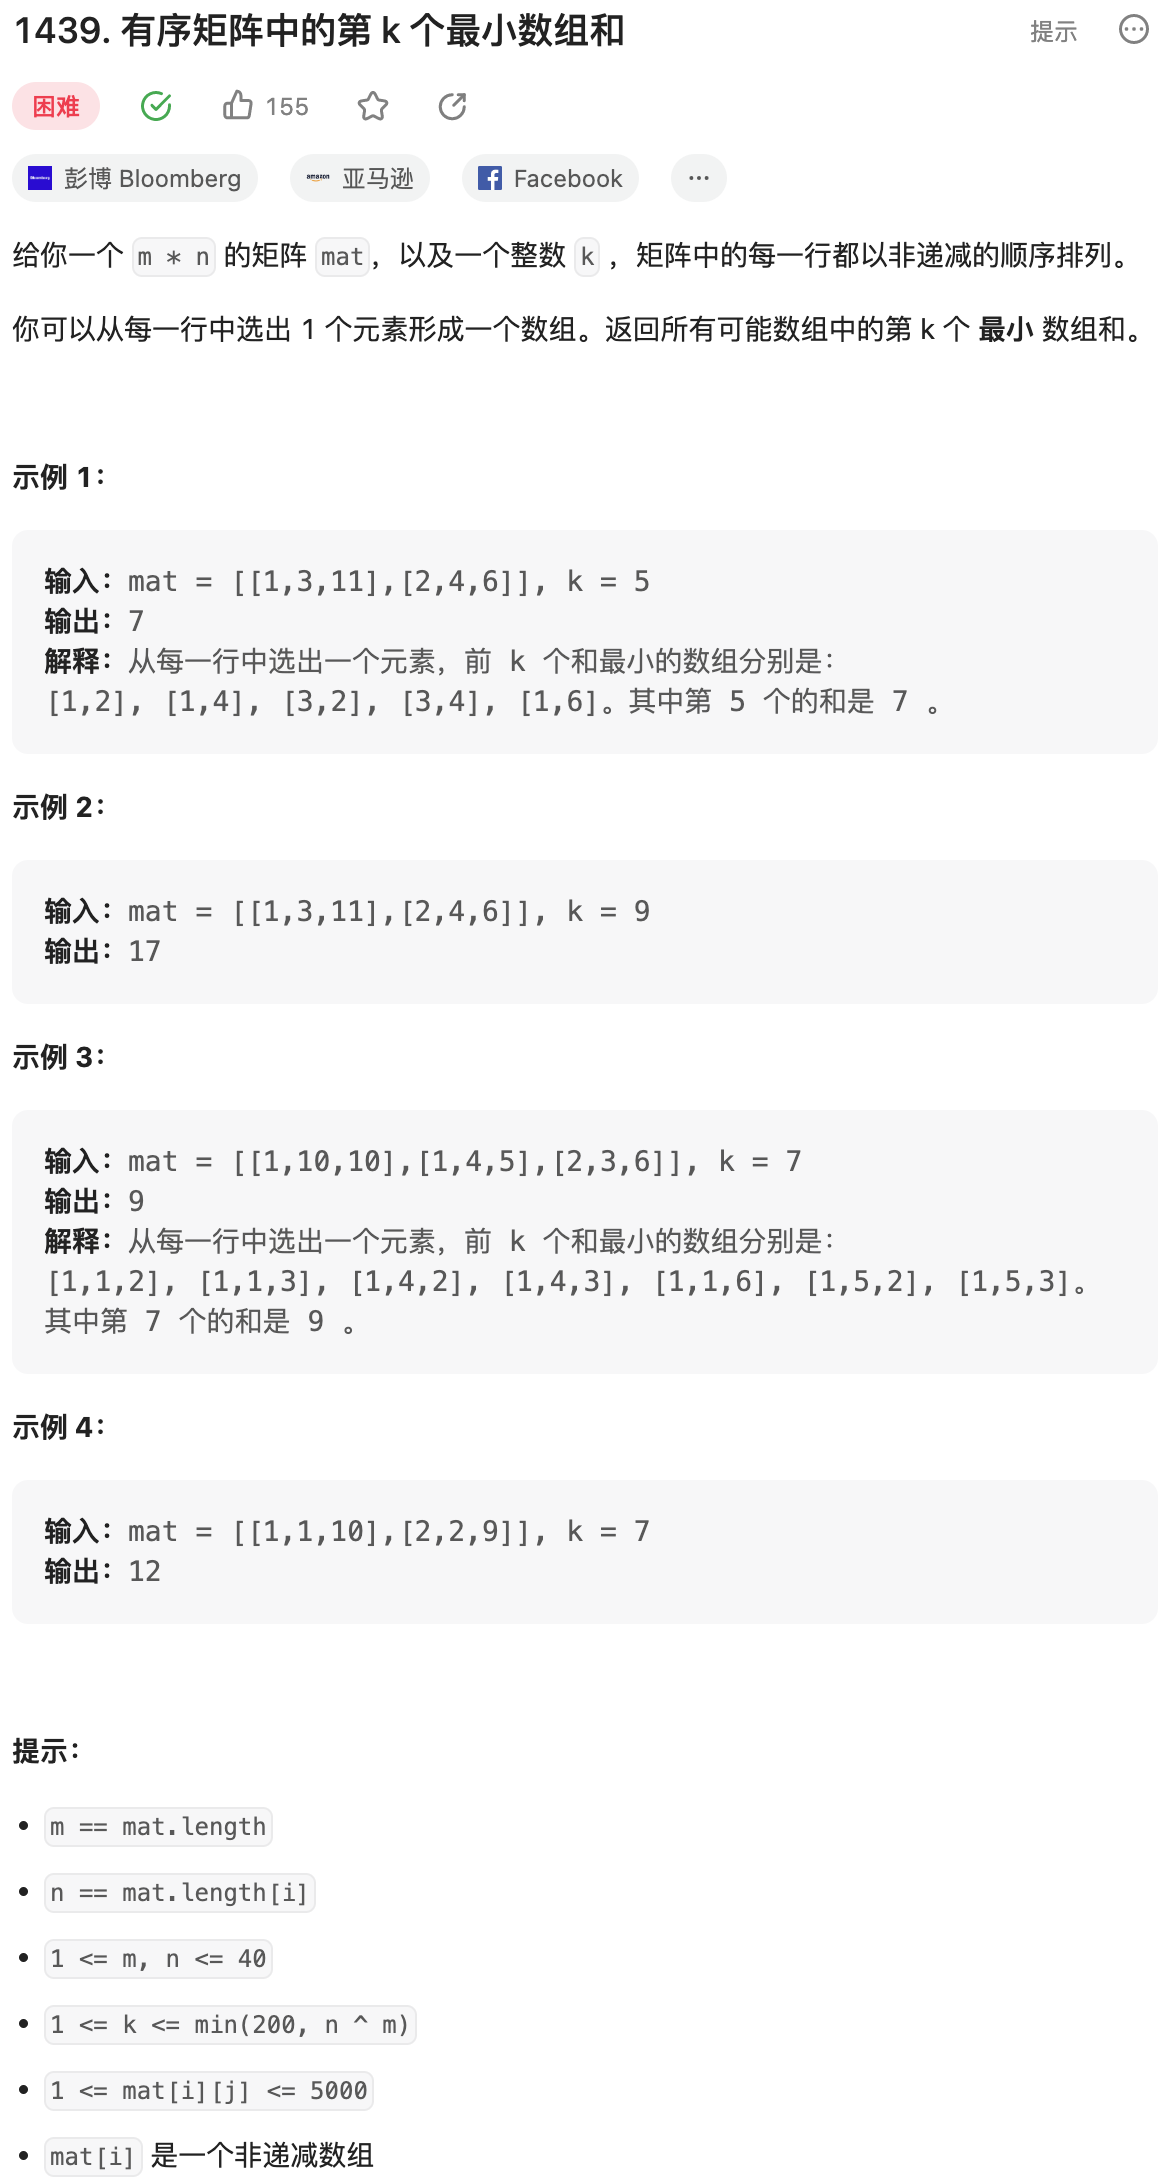 1439. 有序矩阵中的第 k 个最小数组和
提示
困难
155
彭博 Bloomberg
amazon 亚马逊
Facebook
给你一个 m * n 的矩阵 mat，以及一个整数 k ，矩阵中的每一行都以非递减的顺序排列。
你可以从每一行中选出 1 个元素形成一个数组。返回所有可能数组中的第 k 个 最小 数组和。
示例 1：
输入：mat = [[1,3,11],[2,4,6]], k = 5
输出：7
解释：从每一行中选出一个元素，前 k 个和最小的数组分别是：
[1,2], [1,4], [3,2], [3,4], [1,6]。其中第 5 个的和是 7 。
示例 2：
输入：mat = [[1,3,11],[2,4,6]], k = 9
输出：17
示例 3：
输入：mat = [[1,10,10],[1,4,5],[2,3,6]], k = 7
输出：9
解释：从每一行中选出一个元素，前 k 个和最小的数组分别是：
[1,1,2], [1,1,3], [1,4,2], [1,4,3], [1,1,6], [1,5,2], [1,5,3]。
其中第 7 个的和是 9 。
示例 4：
输入：mat = [[1,1,10],[2,2,9]], k = 7
输出：12
提示：
m == mat.length
n == mat.length[i]
1 <= m, n <= 40
1 <= k <= min(200, n ^ m)
1 <= mat[i][j] <= 5000
mat[i] 是一个非递减数组